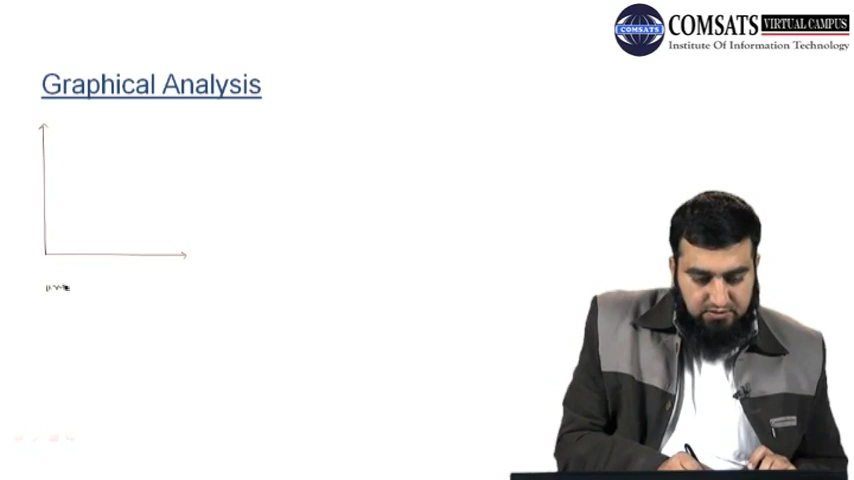 COMSATS VIRTUAL CAMPUS
COMSATS
Institute Of Information Technology
Graphical Analysis